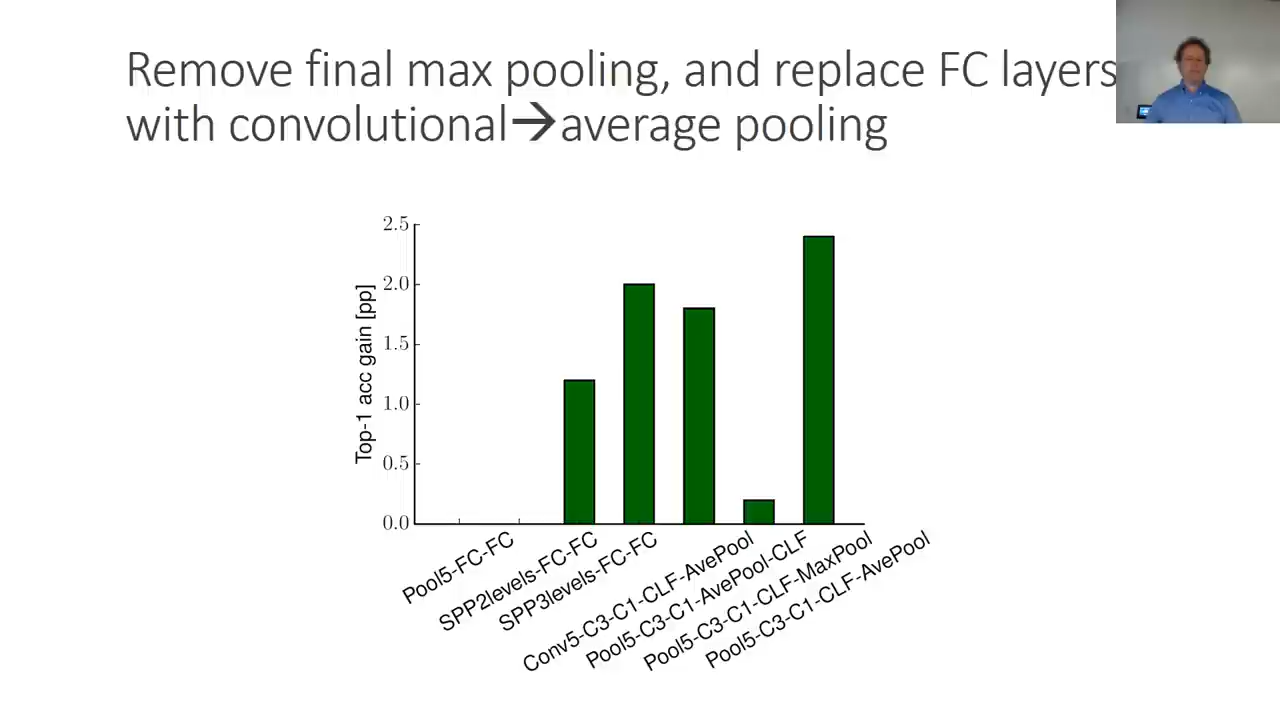 Remove final max pooling, and replace FC layers
with convolutional→average pooling
2.5
2.0
1.5
1.0
0.5
0.0
Top-1 acc gain [pp]
Pool5-FC-FC
SPP2levels-FC-FC
SPP3levels-FC-FC
Conv5-C3-C1-CLF-AvePool
Pool5-C3-C1-AvePool-CLF
Pool5-C3-C1-CLF-MaxPool
Pool5-C3-C1-CLF-AvePool